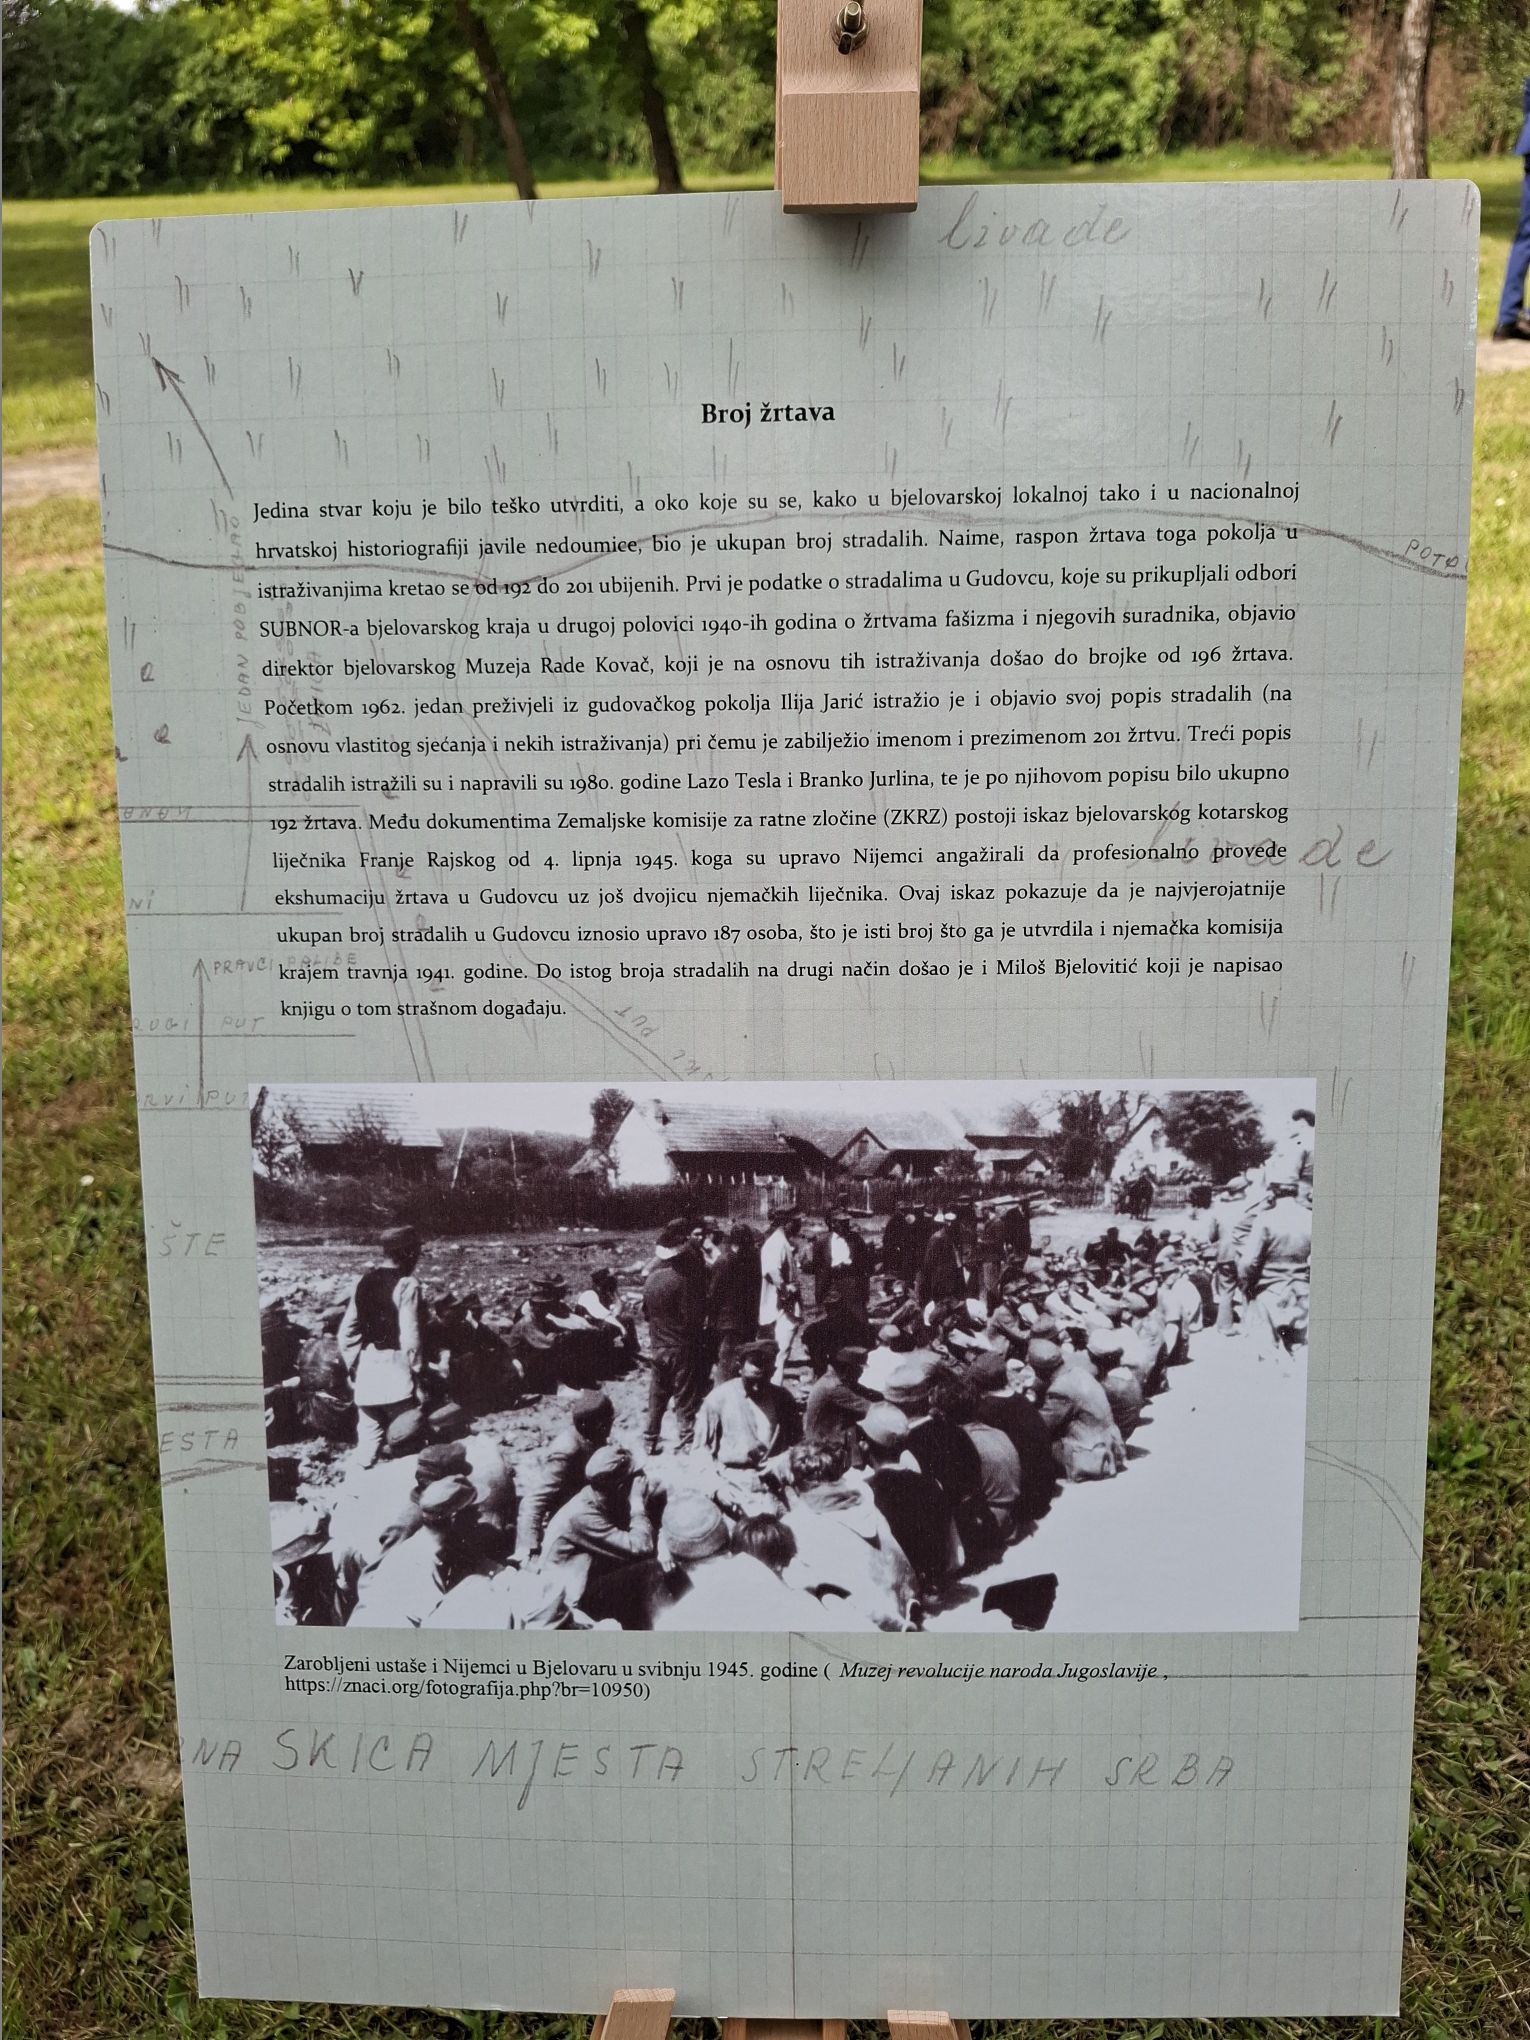 livade
Broj žrtava
Jedina stvar koju je bilo teško utvrditi, a oko koje su se, kako u bjelovarskoj lokalnoj tako i u nacionalnoj
hrvatskoj historiografiji javile nedoumice, bio je ukupan broj stradalih. Naime, raspon žrtava toga pokolja u
istraživanjima kretao se od 192 do 201 ubijenih. Prvi je podatke o stradalima u Gudovcu, koje su prikupljali odbori
SUBNOR-a bjelovarskog kraja u drugoj polovici 1940-ih godina o žrtvama fašizma i njegovih suradnika, objavio
direktor bjelovarskog Muzeja Rade Kovač, koji je na osnovu tih istraživanja došao do brojke od 196 žrtava.
Početkom 1962. jedan preživjeli iz gudovačkog pokolja Ilija Jarić istražio je i objavio svoj popis stradalih (na
osnovu vlastitog sjećanja i nekih istraživanja) pri čemu je zabilježio imenom i prezimenom 201 žrtvu. Treći popis
stradalih istražili su i napravili su 1980. godine Lazo Tesla i Branko Jurlina, te je po njihovom popisu bilo ukupno
192 žrtava. Među dokumentima Zemaljske komisije za ratne zločine (ZKRZ) postoji iskaz bjelovarskog kotarskog
liječnika Franje Rajskog od 4. lipnja 1945. koga su upravo Nijemci angažirali da profesionalno provede
ekshumaciju žrtava u Gudovcu uz još dvojicu njemačkih liječnika. Ovaj iskaz pokazuje da je najvjerojatnije
ukupan broj stradalih u Gudovcu iznosio upravo 187 osoba, što je isti broj što ga je utvrdila i njemačka komisija
krajem travnja 1941. godine. Do istog broja stradalih na drugi način došao je i Miloš Bjelovitić koji je napisao
knjigu o tom strašnom događaju.
JEDAN POBJEGAO
livade
PRAVCI PALJBE
PUT
PUT
ŠTE
ESTA
Zarobljeni ustaše i Nijemci u Bjelovaru u svibnju 1945. godine ( Muzej revolucije naroda Jugoslavije ,
https://znaci.org/fotografija.php?br=10950)
NA SKICA MJESTA STRELJANIH SRBA